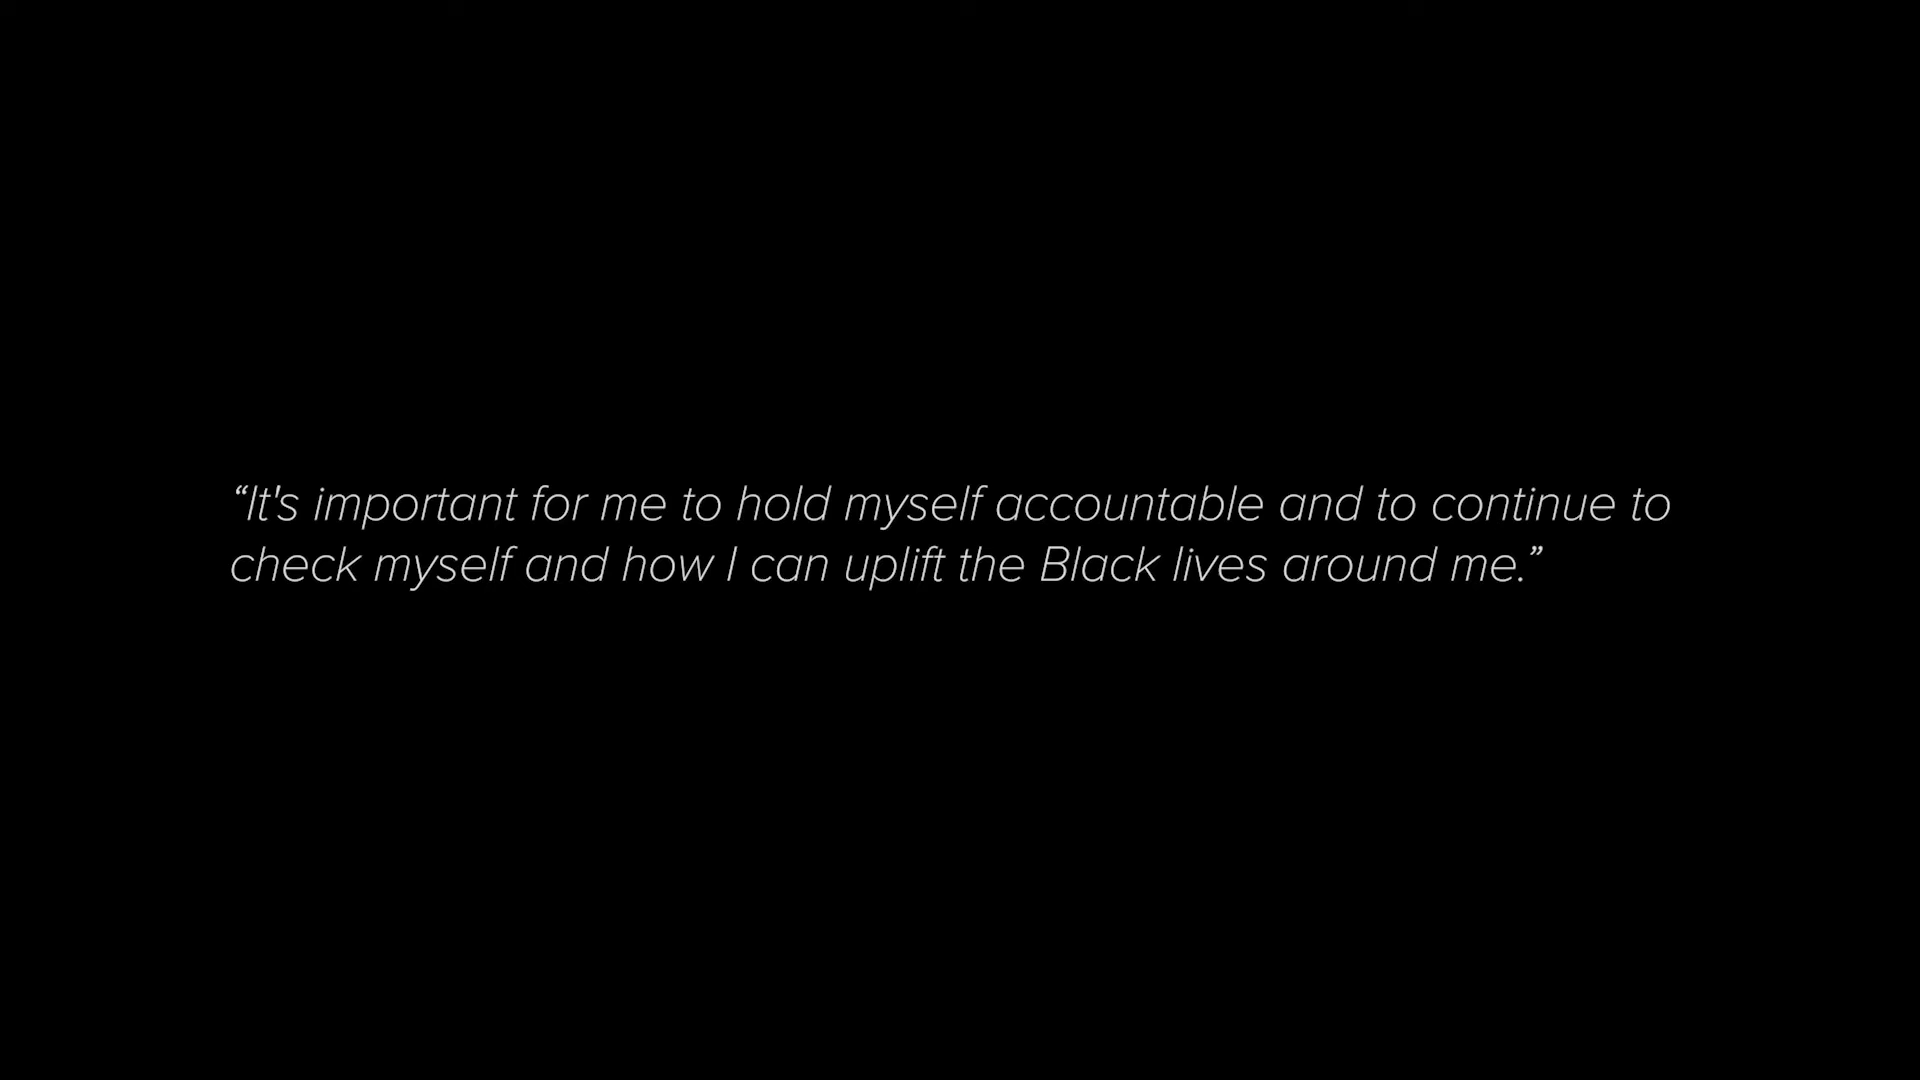 “It's important for me to hold myself accountable and to continue to
check myself and how I can uplift the Black lives around me.”